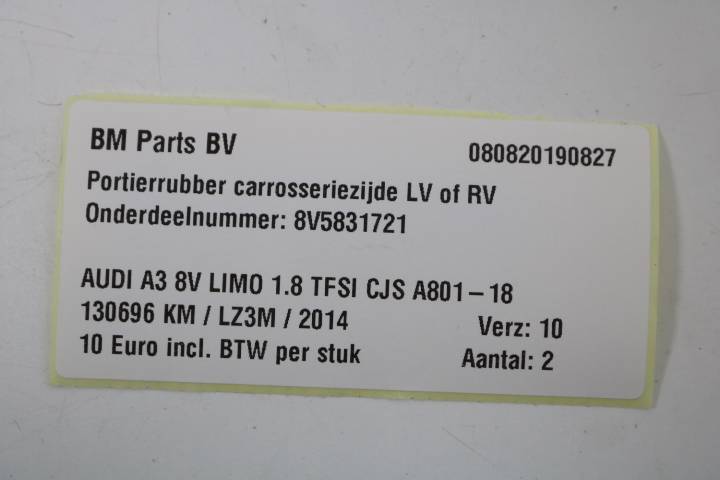 BM Parts BV 080820190827
Portierrubber carrosseriezijde LV of RV
Onderdeelnummer: 8V5831721
AUDI A3 8V LIMO 1.8 TFSI CJS A801-18
130696 KM / LZ3M / 2014 Verz: 10
10 Euro incl. BTW per stuk Aantal: 2